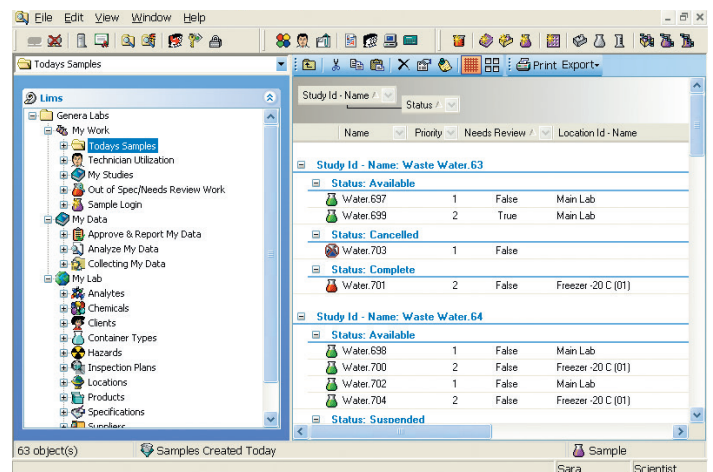 File Edit View Window Help
Todays Samples
Print Export
Lims
Genera Labs
My Work
Todays Samples
Technician Utilization
My Studies
Out of Spec/Needs Review Work
Sample Login
My Data
Approve & Report My Data
Analyze My Data
Collecting My Data
My Lab
Analytes
Chemicals
Clients
Container Types
Hazards
Inspection Plans
Locations
Products
Specifications
Suppliers
Study Id - Name /
Status /
Name Priority Needs Review / Location Id - Name
Study Id - Name: Waste Water.63
Status: Available
Water.697 1 False Main Lab
Water.699 2 True Main Lab
Status: Cancelled
Water.703 1 False
Status: Complete
Water.701 2 False Freezer -20 C (01)
Study Id - Name: Waste Water.64
Status: Available
Water.698 1 False Main Lab
Water.700 2 False Freezer -20 C (01)
Water.702 1 False Main Lab
Water.704 2 False Freezer -20 C (01)
Status: Suspended
63 object(s) Samples Created Today Sample
Sara Scientist